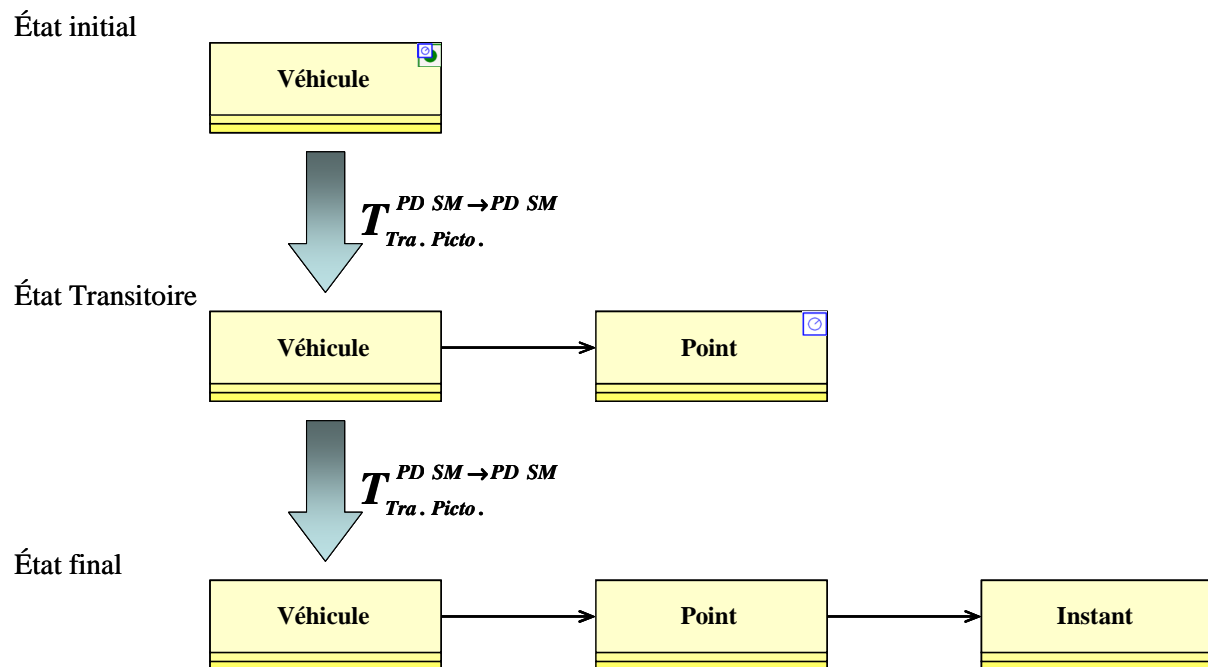 État initial
Véhicule
T PD SM → PD SM
Tra. Picto.
État Transitoire
Véhicule
Point
T PD SM → PD SM
Tra. Picto.
État final
Véhicule
Point
Instant